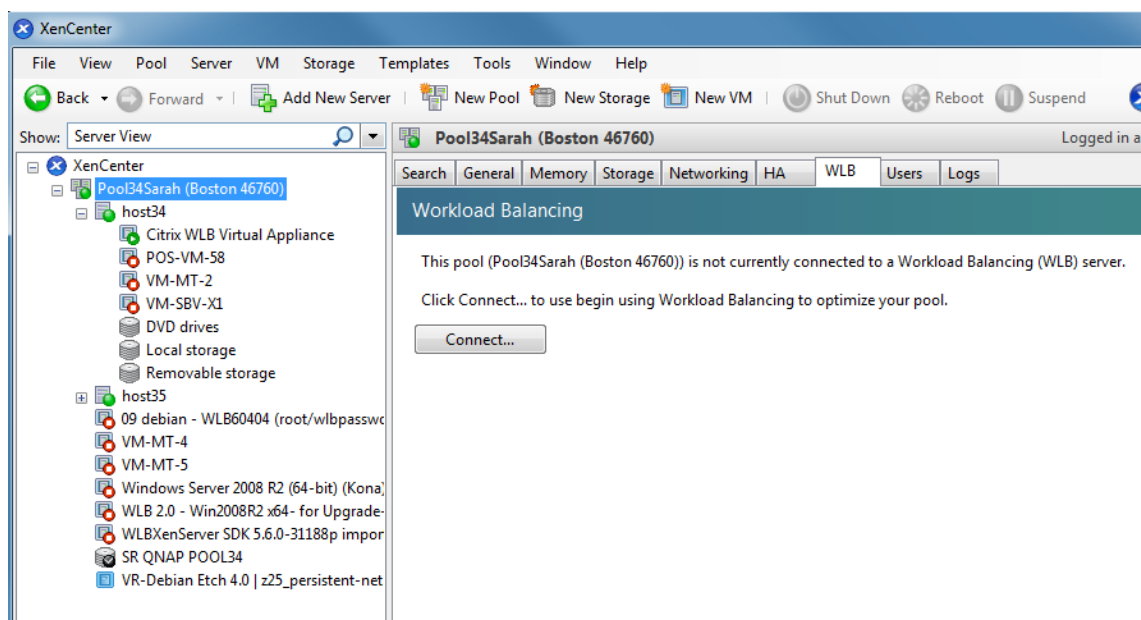 XenCenter
File View Pool Server VM Storage Templates Tools Window Help
Back Forward Add New Server New Pool New Storage New VM Shut Down Reboot Suspend
Show: Server View
Pool34Sarah (Boston 46760) Logged in a
XenCenter
Pool34Sarah (Boston 46760)
host34
Citrix WLB Virtual Appliance
POS-VM-58
VM-MT-2
VM-SBV-X1
DVD drives
Local storage
Removable storage
host35
09 debian - WLB60404 (root/wlbpasswc
VM-MT-4
VM-MT-5
Windows Server 2008 R2 (64-bit) (Kona)
WLB 2.0 - Win2008R2 x64- for Upgrade-
WLBXenServer SDK 5.6.0-31188p impor
SR QNAP POOL34
VR-Debian Etch 4.0 | z25_persistent-net
Search General Memory Storage Networking HA WLB Users Logs
Workload Balancing
This pool (Pool34Sarah (Boston 46760)) is not currently connected to a Workload Balancing (WLB) server.
Click Connect... to use begin using Workload Balancing to optimize your pool.
Connect...